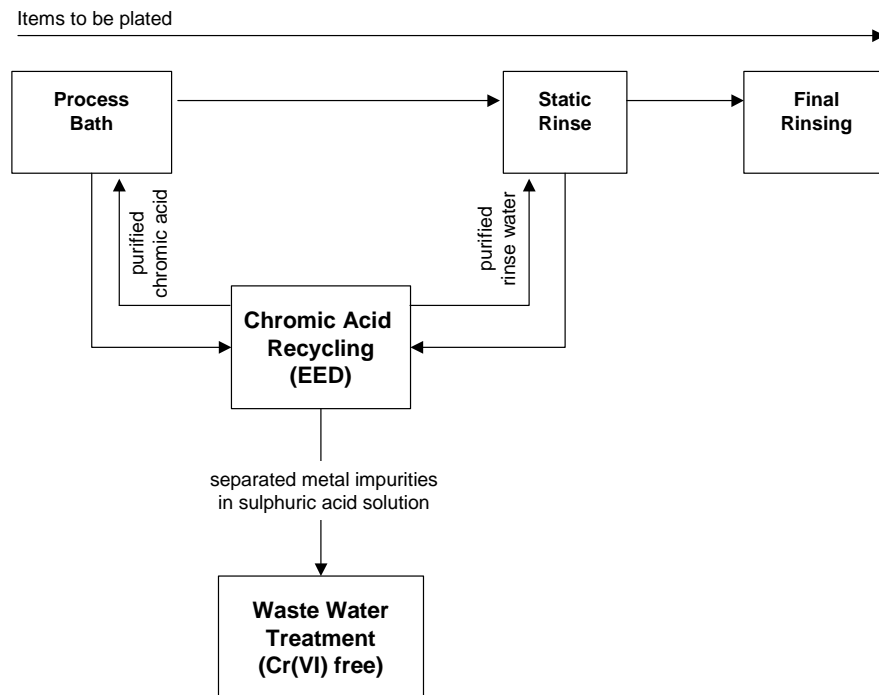 Items to be plated
Process
Bath
Static
Rinse
Final
Rinsing
purified
chromic acid
purified
rinse water
Chromic Acid
Recycling
(EED)
separated metal impurities
in sulphuric acid solution
Waste Water
Treatment
(Cr(VI) free)